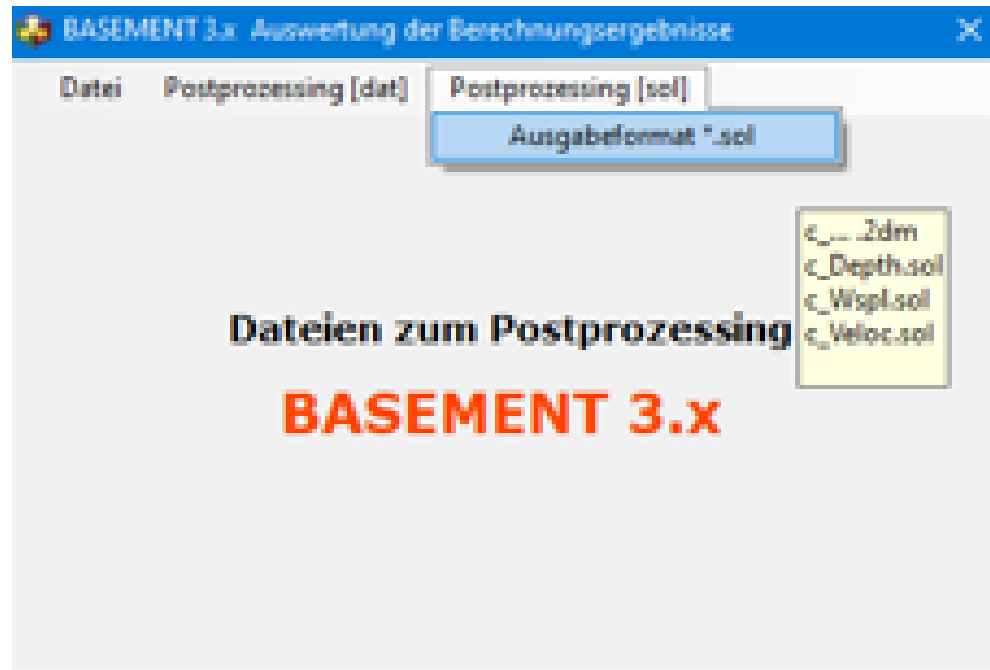 BASEMENT 3.x Auswertung der Berechnungsergebnisse
Datei Postprozessing [dat] Postprozessing [sol]
Ausgabeformat *.sol
c_... .2dm
c_Depth.sol
c_Wspl.sol
c_Veloc.sol
Dateien zum Postprozessing
BASEMENT 3.x